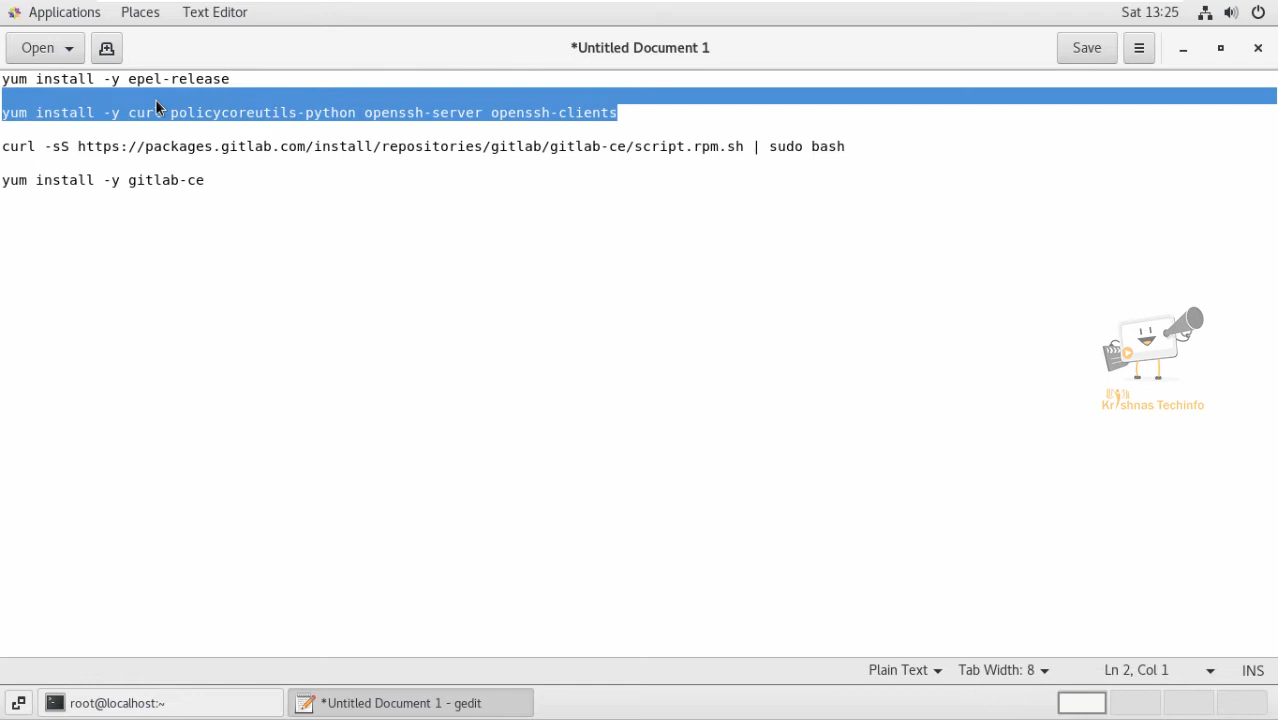 Applications Places Text Editor Sat 13:25
Open *Untitled Document 1 Save
yum install -y epel-release
yum install -y curl policycoreutils-python openssh-server openssh-clients
curl -sS https://packages.gitlab.com/install/repositories/gitlab/gitlab-ce/script.rpm.sh | sudo bash
yum install -y gitlab-ce
Krishnas Techinfo
Plain Text Tab Width: 8 Ln 2, Col 1 INS
root@localhost:~ *Untitled Document 1 - gedit